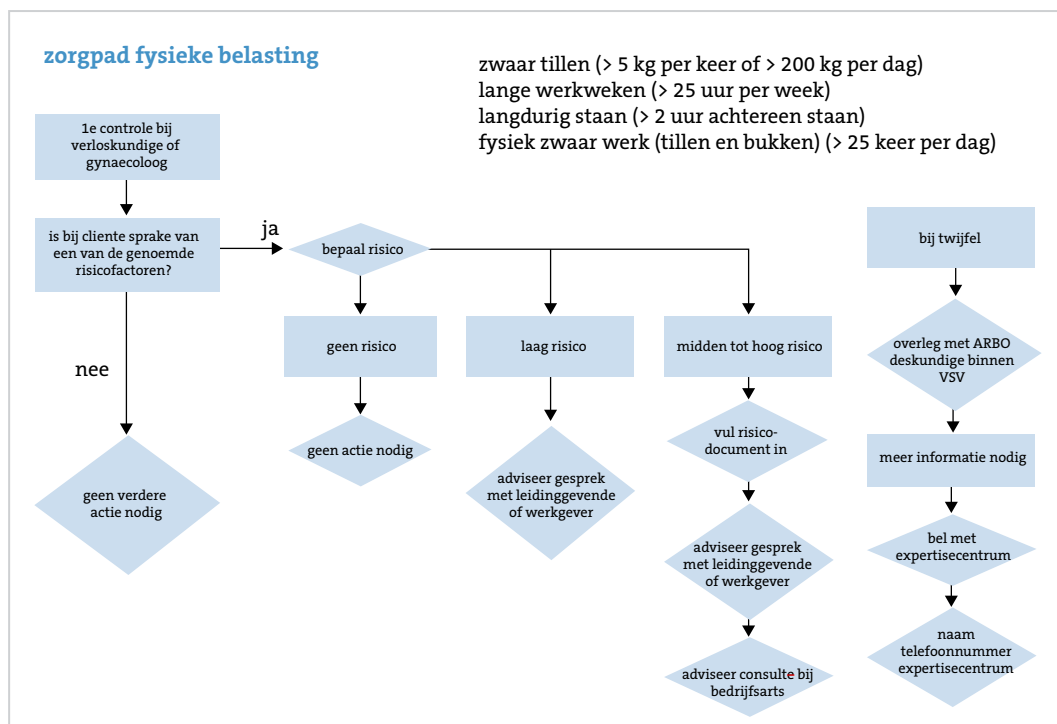 zorgpad fysieke belasting
zwaar tillen (> 5 kg per keer of > 200 kg per dag)
lange werkweken (> 25 uur per week)
langdurig staan (> 2 uur achtereen staan)
fysiek zwaar werk (tillen en bukken) (> 25 keer per dag)
1e controle bij
verloskundige of
gynaecoloog
is bij cliente sprake van
een van de genoemde
risicofactoren?
ja
nee
geen verdere
actie nodig
bepaal risico
geen risico
geen actie nodig
laag risico
adviseer gesprek
met leidinggevende
of werkgever
midden tot hoog risico
vul risico-
document in
adviseer gesprek
met leidinggevende
of werkgever
adviseer consulte bij
bedrijfsarts
bij twijfel
overleg met ARBO
deskundige binnen
VSV
meer informatie nodig
bel met
expertisecentrum
naam
telefoonnummer
expertisecentrum